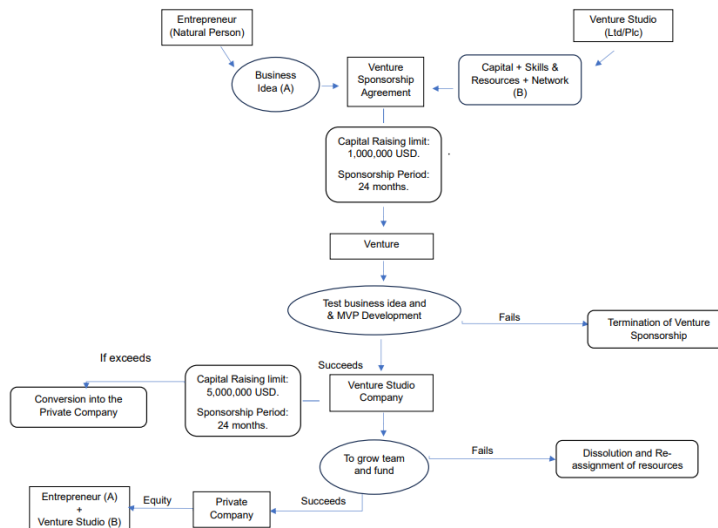 Entrepreneur
(Natural Person)
Venture Studio
(Ltd/Plc)
Business
Idea (A)
Venture
Sponsorship
Agreement
Capital + Skills &
Resources + Network
(B)
Capital Raising limit:
1,000,000 USD.
Sponsorship Period:
24 months.
Venture
Test business idea and
& MVP Development
Fails
Termination of Venture
Sponsorship
If exceeds
Succeeds
Conversion into the
Private Company
Capital Raising limit:
5,000,000 USD.
Sponsorship Period:
24 months.
Venture Studio
Company
To grow team
and fund
Fails
Dissolution and Re-
assignment of resources
Entrepreneur (A)
+
Venture Studio (B)
Equity
Private
Company
Succeeds